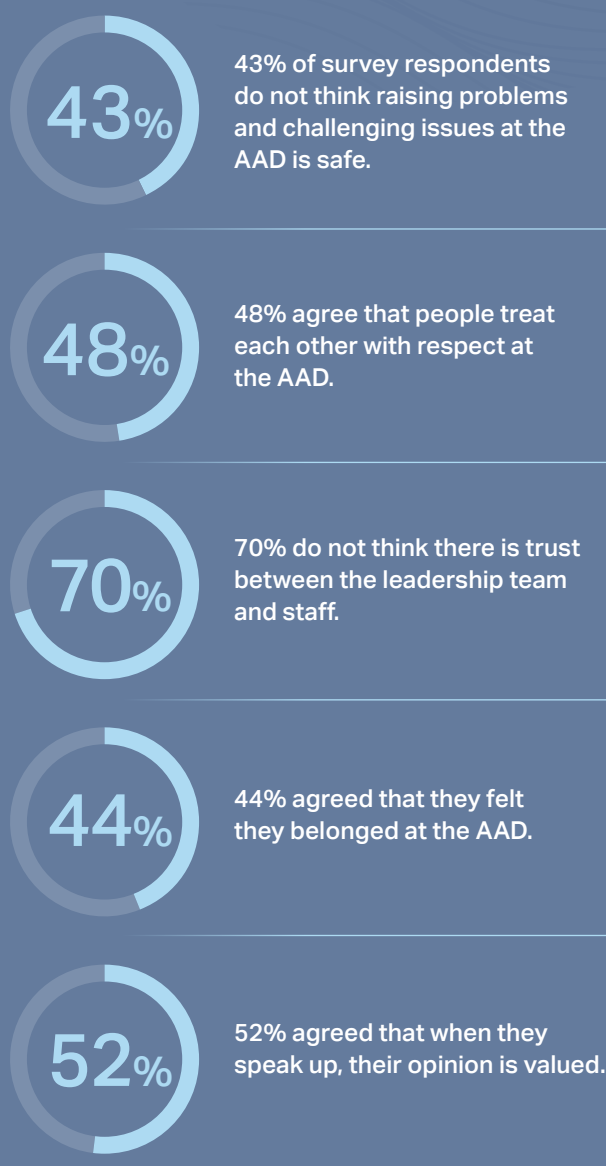 43%
43% of survey respondents
do not think raising problems
and challenging issues at the
AAD is safe.
48%
48% agree that people treat
each other with respect at
the AAD.
70%
70% do not think there is trust
between the leadership team
and staff.
44%
44% agreed that they felt
they belonged at the AAD.
52%
52% agreed that when they
speak up, their opinion is valued.